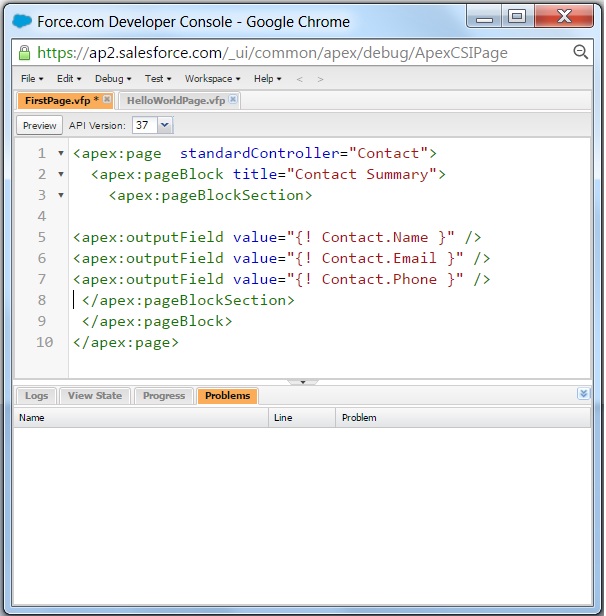 Force.com Developer Console - Google Chrome
https://ap2.salesforce.com/_ui/common/apex/debug/ApexCSIPage
File Edit Debug Test Workspace Help < >
FirstPage.vfp * HelloWorldPage.vfp
Preview API Version: 37
1 <apex:page  standardController="Contact">
2 <apex:pageBlock title="Contact Summary">
3 <apex:pageBlockSection>
4
5 <apex:outputField value="{! Contact.Name }" />
6 <apex:outputField value="{! Contact.Email }" />
7 <apex:outputField value="{! Contact.Phone }" />
8 </apex:pageBlockSection>
9 </apex:pageBlock>
10 </apex:page>
Logs View State Progress Problems
Name Line Problem